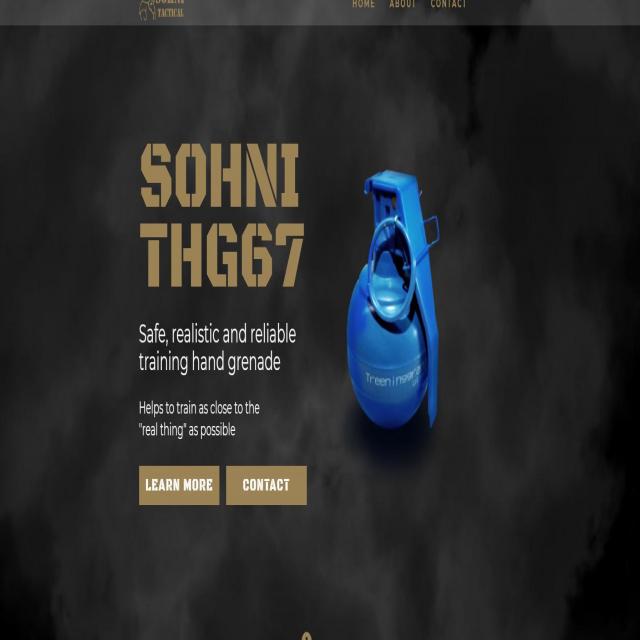 SOHNI
TACTICAL
HOME ABOUT CONTACT
SOHNI
THG67
Safe, realistic and reliable
training hand grenade
Helps to train as close to the
"real thing" as possible
LEARN MORE CONTACT